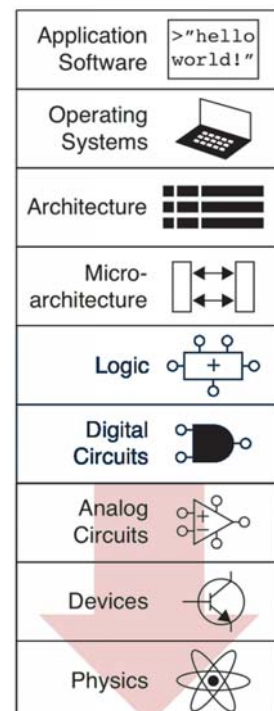 Application
Software
>"hello
world!"
Operating
Systems
Architecture
Micro-
architecture
Logic
+
Digital
Circuits
Analog
Circuits
+
−
Devices
Physics